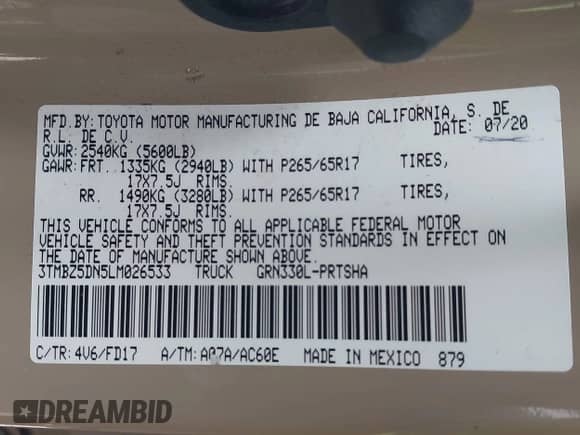 MFD.BY:TOYOTA MOTOR MANUFACTURING DE BAJA CALIFORNIA, S. DE
R.L. DE C.V. DATE: 07/20
GVWR:2540KG (5600LB)
GAWR:FRT. 1335KG (2940LB) WITH P265/65R17 TIRES,
17X7.5J RIMS.
RR. 1490KG (3280LB) WITH P265/65R17 TIRES,
17X7.5J RIMS.
THIS VEHICLE CONFORMS TO ALL APPLICABLE FEDERAL MOTOR
VEHICLE SAFETY AND THEFT PREVENTION STANDARDS IN EFFECT ON
THE DATE OF MANUFACTURE SHOWN ABOVE.
3TMBZ5DN5LM026533 TRUCK GRN330L-PRTSHA
C/TR:4V6/FD17 A/TM:A07A/AC60E MADE IN MEXICO 879
DREAMBID